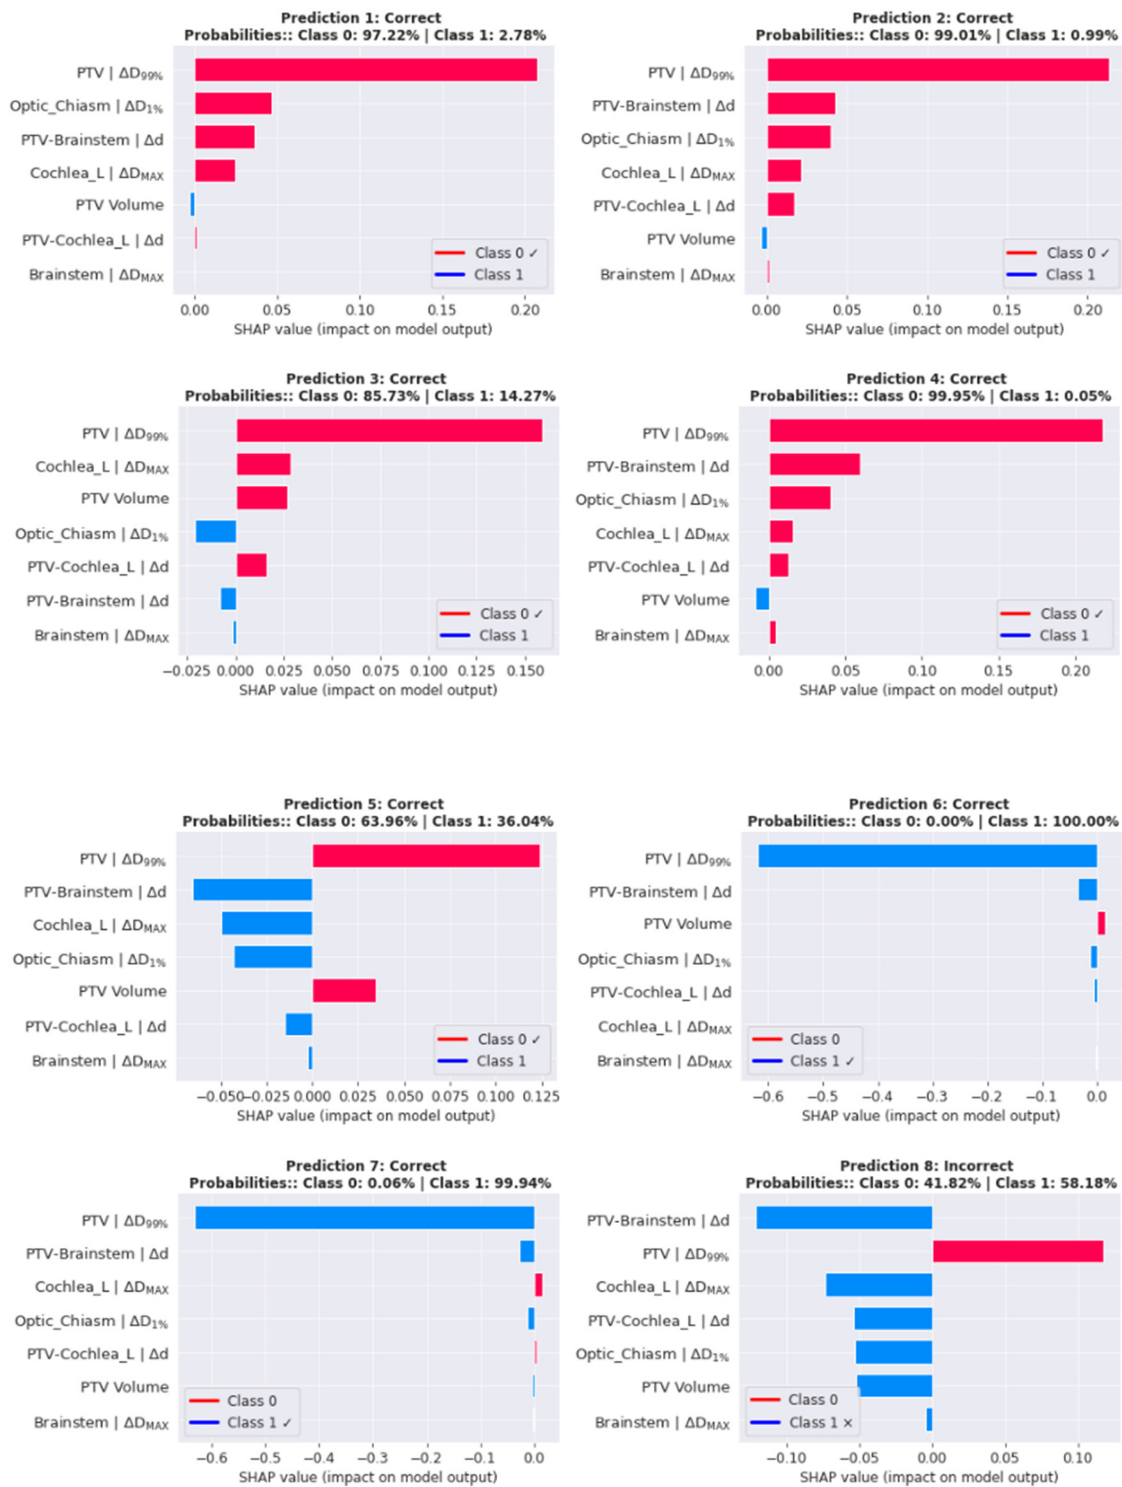 Prediction 1: Correct
Probabilities:: Class 0: 97.22% | Class 1: 2.78%
PTV | ΔD99%
Optic_Chiasm | ΔD1%
PTV-Brainstem | Δd
Cochlea_L | ΔDMAX
PTV Volume
PTV-Cochlea_L | Δd
Brainstem | ΔDMAX
Class 0 ✓
Class 1
0.00 0.05 0.10 0.15 0.20
SHAP value (impact on model output)
Prediction 2: Correct
Probabilities:: Class 0: 99.01% | Class 1: 0.99%
PTV | ΔD99%
PTV-Brainstem | Δd
Optic_Chiasm | ΔD1%
Cochlea_L | ΔDMAX
PTV-Cochlea_L | Δd
PTV Volume
Brainstem | ΔDMAX
Class 0 ✓
Class 1
0.00 0.05 0.10 0.15 0.20
SHAP value (impact on model output)
Prediction 3: Correct
Probabilities:: Class 0: 85.73% | Class 1: 14.27%
PTV | ΔD99%
Cochlea_L | ΔDMAX
PTV Volume
Optic_Chiasm | ΔD1%
PTV-Cochlea_L | Δd
PTV-Brainstem | Δd
Brainstem | ΔDMAX
Class 0 ✓
Class 1
−0.025 0.000 0.025 0.050 0.075 0.100 0.125 0.150
SHAP value (impact on model output)
Prediction 4: Correct
Probabilities:: Class 0: 99.95% | Class 1: 0.05%
PTV | ΔD99%
PTV-Brainstem | Δd
Optic_Chiasm | ΔD1%
Cochlea_L | ΔDMAX
PTV-Cochlea_L | Δd
PTV Volume
Brainstem | ΔDMAX
Class 0 ✓
Class 1
0.00 0.05 0.10 0.15 0.20
SHAP value (impact on model output)
Prediction 5: Correct
Probabilities:: Class 0: 63.96% | Class 1: 36.04%
PTV | ΔD99%
PTV-Brainstem | Δd
Cochlea_L | ΔDMAX
Optic_Chiasm | ΔD1%
PTV Volume
PTV-Cochlea_L | Δd
Brainstem | ΔDMAX
Class 0 ✓
Class 1
−0.050 −0.025 0.000 0.025 0.050 0.075 0.100 0.125
SHAP value (impact on model output)
Prediction 6: Correct
Probabilities:: Class 0: 0.00% | Class 1: 100.00%
PTV | ΔD99%
PTV-Brainstem | Δd
PTV Volume
Optic_Chiasm | ΔD1%
PTV-Cochlea_L | Δd
Cochlea_L | ΔDMAX
Brainstem | ΔDMAX
Class 0
Class 1 ✓
−0.6 −0.5 −0.4 −0.3 −0.2 −0.1 0.0
SHAP value (impact on model output)
Prediction 7: Correct
Probabilities:: Class 0: 0.06% | Class 1: 99.94%
PTV | ΔD99%
PTV-Brainstem | Δd
Cochlea_L | ΔDMAX
Optic_Chiasm | ΔD1%
PTV-Cochlea_L | Δd
PTV Volume
Brainstem | ΔDMAX
Class 0
Class 1 ✓
−0.6 −0.5 −0.4 −0.3 −0.2 −0.1 0.0
SHAP value (impact on model output)
Prediction 8: Incorrect
Probabilities:: Class 0: 41.82% | Class 1: 58.18%
PTV-Brainstem | Δd
PTV | ΔD99%
Cochlea_L | ΔDMAX
PTV-Cochlea_L | Δd
Optic_Chiasm | ΔD1%
PTV Volume
Brainstem | ΔDMAX
Class 0
Class 1 ×
−0.10 −0.05 0.00 0.05 0.10
SHAP value (impact on model output)